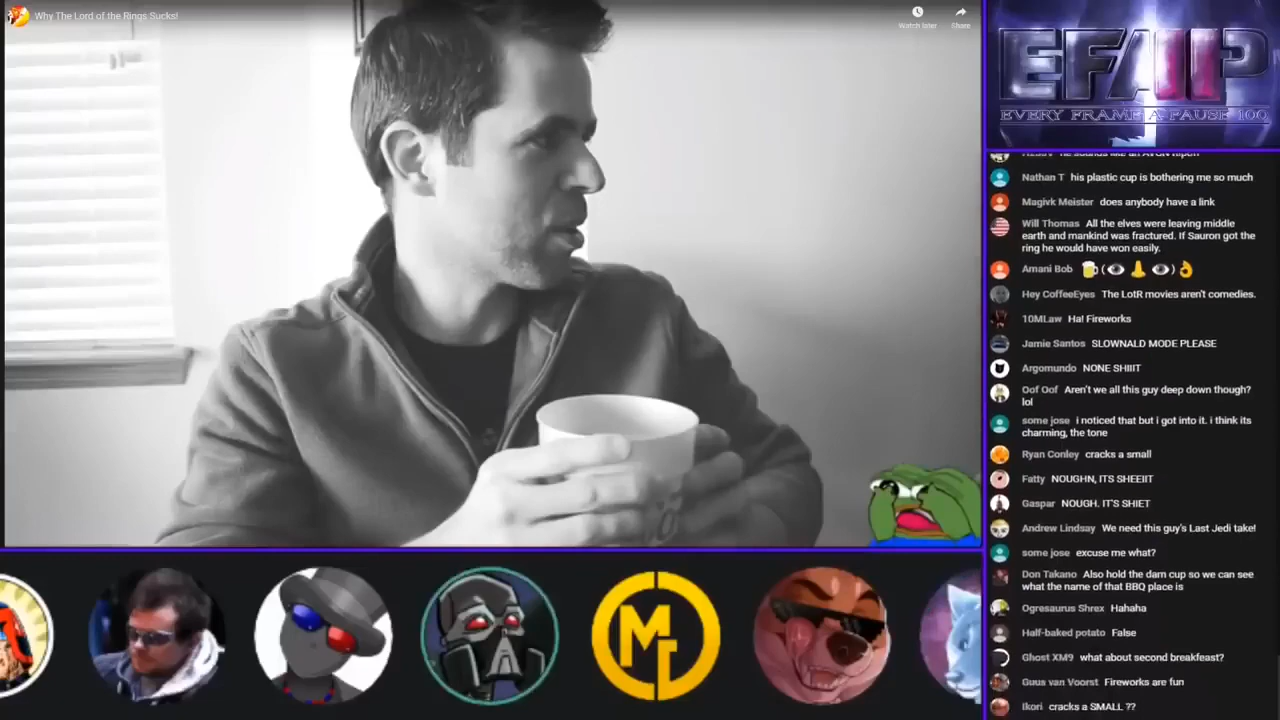 Why The Lord of the Rings Sucks!
Watch later
Share
EFAP
EVERY FRAME A PAUSE 100
Nathan T his plastic cup is bothering me so much
Magivk Meister does anybody have a link
Will Thomas All the elves were leaving middle
earth and mankind was fractured. If Sauron got the
ring he would have won easily.
Amani Bob 🍺(👁👃👁)👌
Hey CoffeeEyes The LotR movies aren't comedies.
10MLaw Ha! Fireworks
Jamie Santos SLOWNALD MODE PLEASE
Argomundo NONE SHIIIT
Oof Oof Aren't we all this guy deep down though?
lol
some jose i noticed that but i got into it. i think its
charming, the tone
Ryan Conley cracks a small
Fatty NOUGHN, ITS SHEEIIT
Gaspar NOUGH. IT'S SHIET
Andrew Lindsay We need this guy's Last Jedi take!
some jose excuse me what?
Don Takano Also hold the darn cup so we can see
what the name of that BBQ place is
Ogresaurus Shrex Hahaha
Half-baked potato False
Ghost XM9 what about second breakfeast?
Guus van Voorst Fireworks are fun
Ikori cracks a SMALL ??